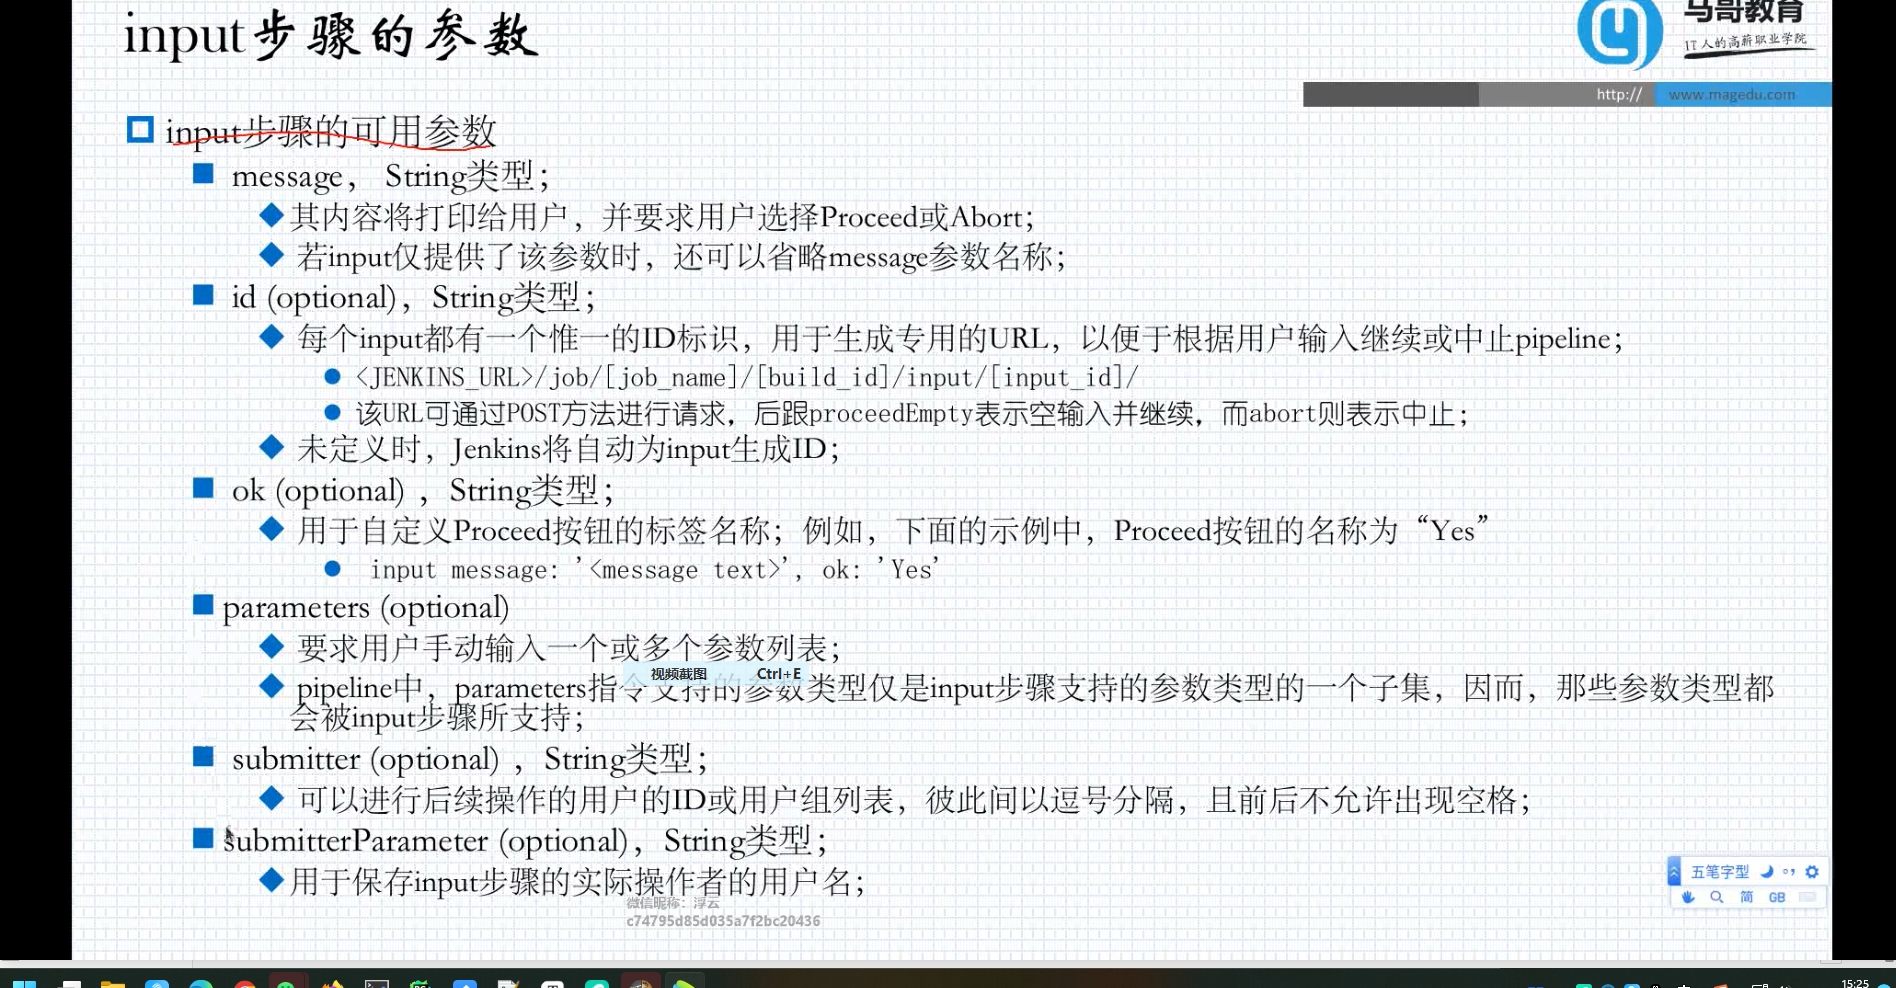 input步骤的参数
马哥教育
IT人的高薪职业学院
http://
www.magedu.com
input步骤的可用参数
message， String类型；
其内容将打印给用户，并要求用户选择Proceed或Abort；
若input仅提供了该参数时，还可以省略message参数名称；
id (optional)，String类型；
每个input都有一个惟一的ID标识，用于生成专用的URL，以便于根据用户输入继续或中止pipeline；
<JENKINS_URL>/job/[job_name]/[build_id]/input/[input_id]/
该URL可通过POST方法进行请求，后跟proceedEmpty表示空输入并继续，而abort则表示中止；
未定义时，Jenkins将自动为input生成ID；
ok (optional) ，String类型；
用于自定义Proceed按钮的标签名称；例如，下面的示例中，Proceed按钮的名称为“Yes”
input message: '<message text>', ok: 'Yes'
parameters (optional)
要求用户手动输入一个或多个参数列表；
视频截图 Ctrl+E
pipeline中，parameters指令支持的参数类型仅是input步骤支持的参数类型的一个子集，因而，那些参数类型都
会被input步骤所支持；
submitter (optional) ，String类型；
可以进行后续操作的用户的ID或用户组列表，彼此间以逗号分隔，且前后不允许出现空格；
submitterParameter (optional)，String类型；
用于保存input步骤的实际操作者的用户名；
微信昵称：浮云
c74795d85d035a7f2bc20436
五笔字型
简 GB
15:25